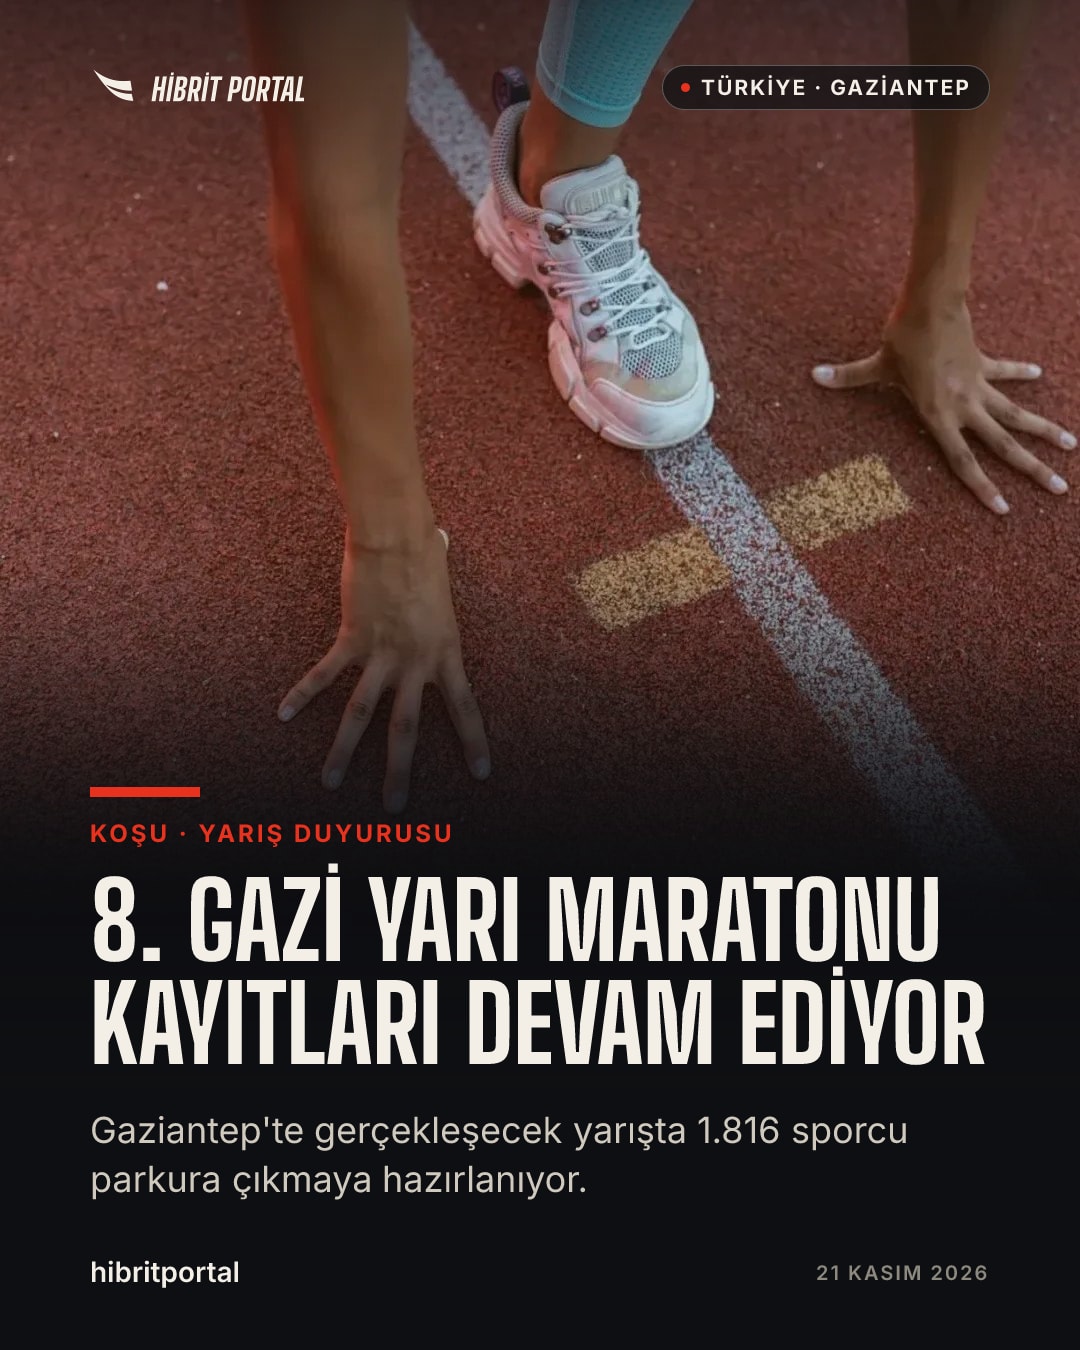 HİBRİT PORTAL
TÜRKİYE · GAZİANTEP
KOŞU · YARIŞ DUYURUSU
8. GAZİ YARI MARATONU
KAYITLARI DEVAM EDİYOR
Gaziantep'te gerçekleşecek yarışta 1.816 sporcu
parkura çıkmaya hazırlanıyor.
hibritportal
21 KASIM 2026